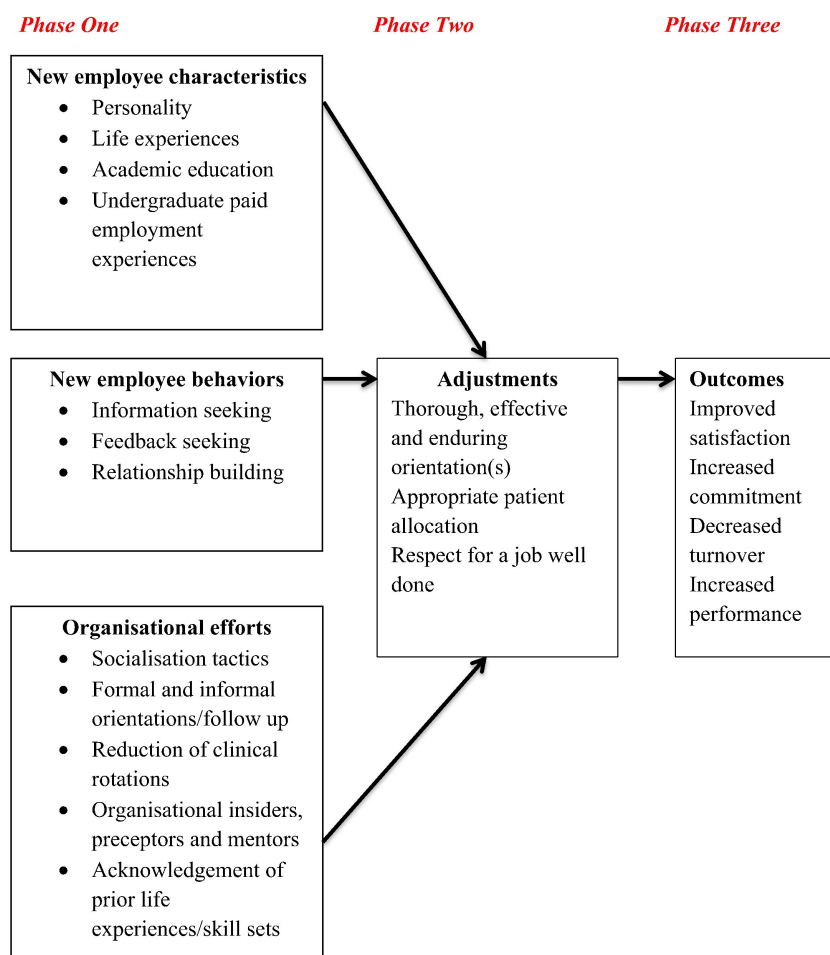 Phase One
Phase Two
Phase Three
New employee characteristics
• Personality
• Life experiences
• Academic education
• Undergraduate paid
employment
experiences
New employee behaviors
• Information seeking
• Feedback seeking
• Relationship building
Organisational efforts
• Socialisation tactics
• Formal and informal
orientations/follow up
• Reduction of clinical
rotations
• Organisational insiders,
preceptors and mentors
• Acknowledgement of
prior life
experiences/skill sets
Adjustments
Thorough, effective
and enduring
orientation(s)
Appropriate patient
allocation
Respect for a job well
done
Outcomes
Improved
satisfaction
Increased
commitment
Decreased
turnover
Increased
performance